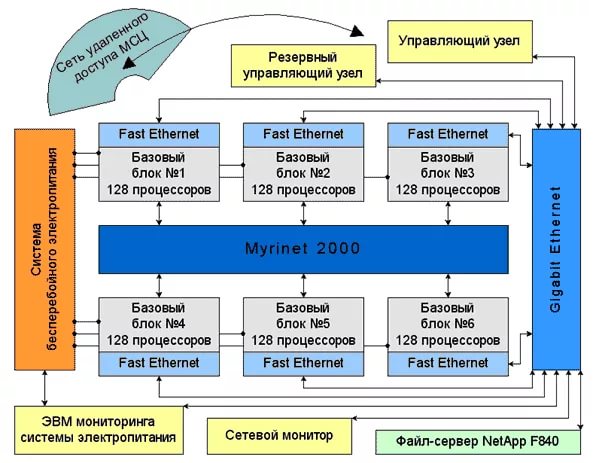 Сеть удаленного
доступа МСЦ
Управляющий узел
Резервный
управляющий узел
Fast Ethernet
Базовый
блок №1
128 процессоров
Fast Ethernet
Базовый
блок №2
128 процессоров
Fast Ethernet
Базовый
блок №3
128 процессоров
Система
бесперебойного электропитания
Myrinet 2000
Gigabit Ethernet
Базовый
блок №4
128 процессоров
Fast Ethernet
Базовый
блок №5
128 процессоров
Fast Ethernet
Базовый
блок №6
128 процессоров
Fast Ethernet
ЭВМ мониторинга
системы электропитания
Сетевой монитор
Файл-сервер NetApp F840